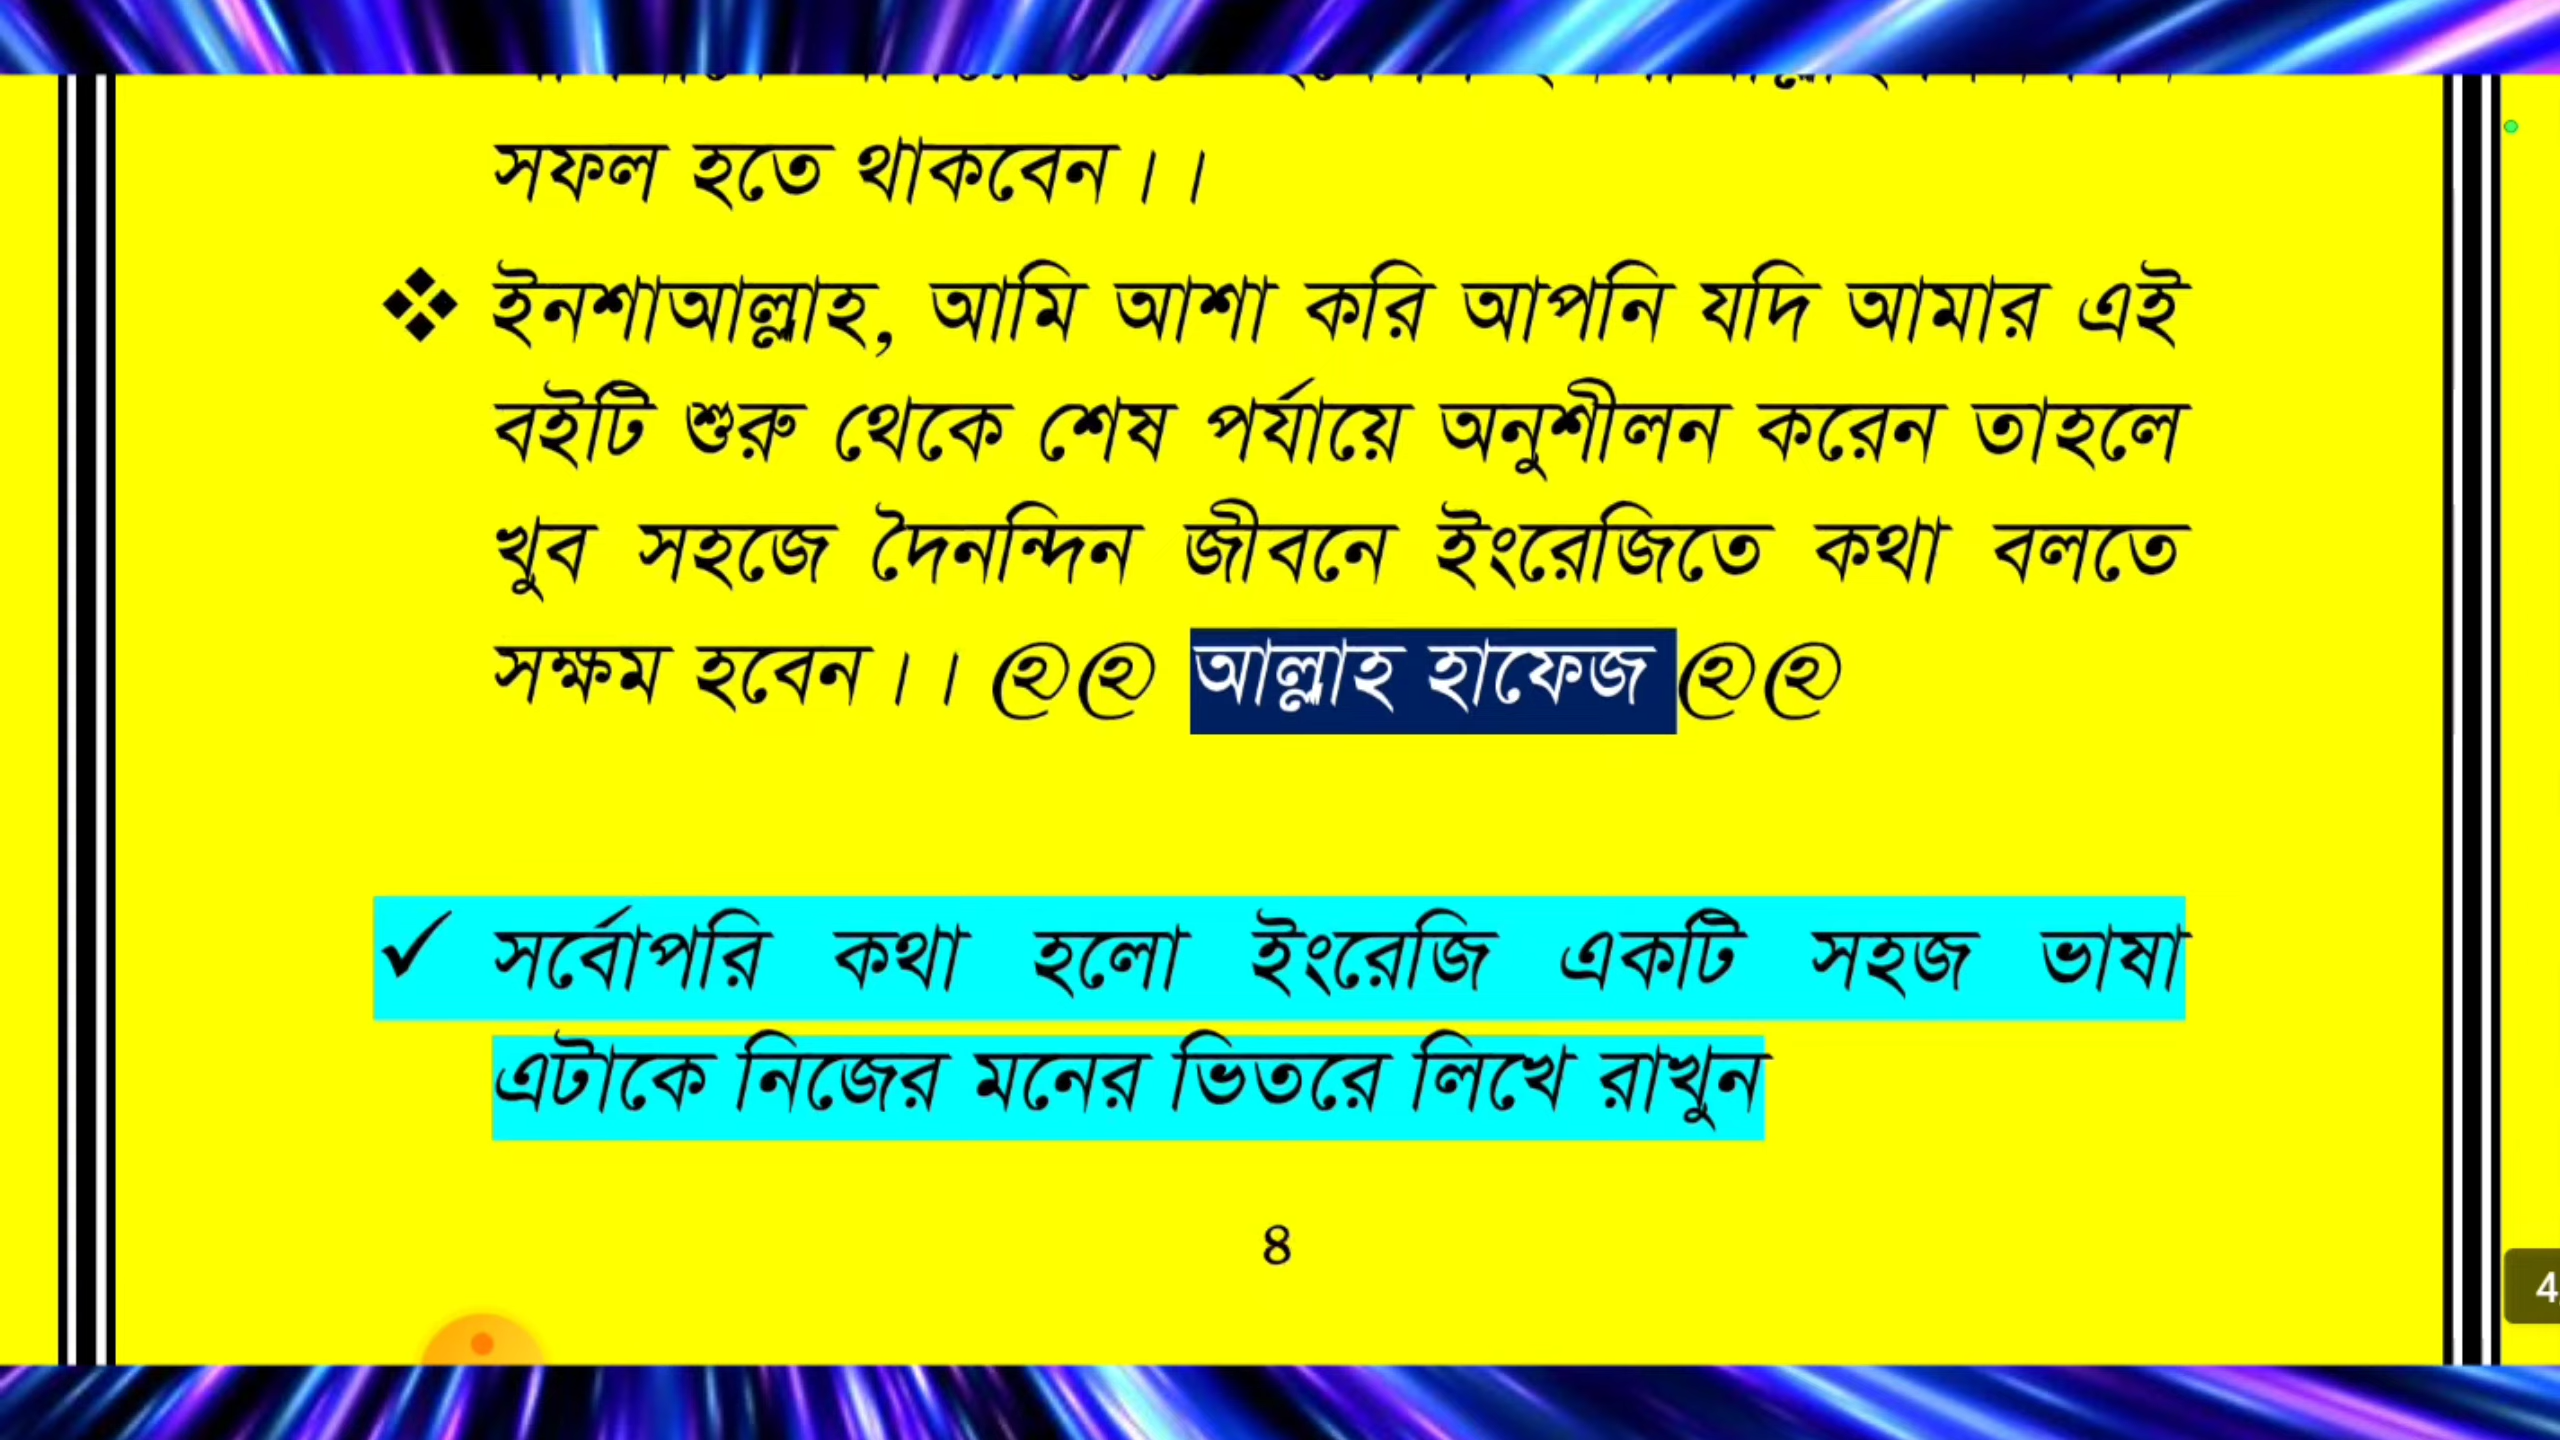 সফল হতে থাকবেন।।
❖ ইনশাআল্লাহ, আমি আশা করি আপনি যদি আমার এই
বইটি শুরু থেকে শেষ পর্যায়ে অনুশীলন করেন তাহলে
খুব সহজে দৈনন্দিন জীবনে ইংরেজিতে কথা বলতে
সক্ষম হবেন।। আল্লাহ হাফেজ
✓ সর্বোপরি কথা হলো ইংরেজি একটি সহজ ভাষা
এটাকে নিজের মনের ভিতরে লিখে রাখুন
৪
4